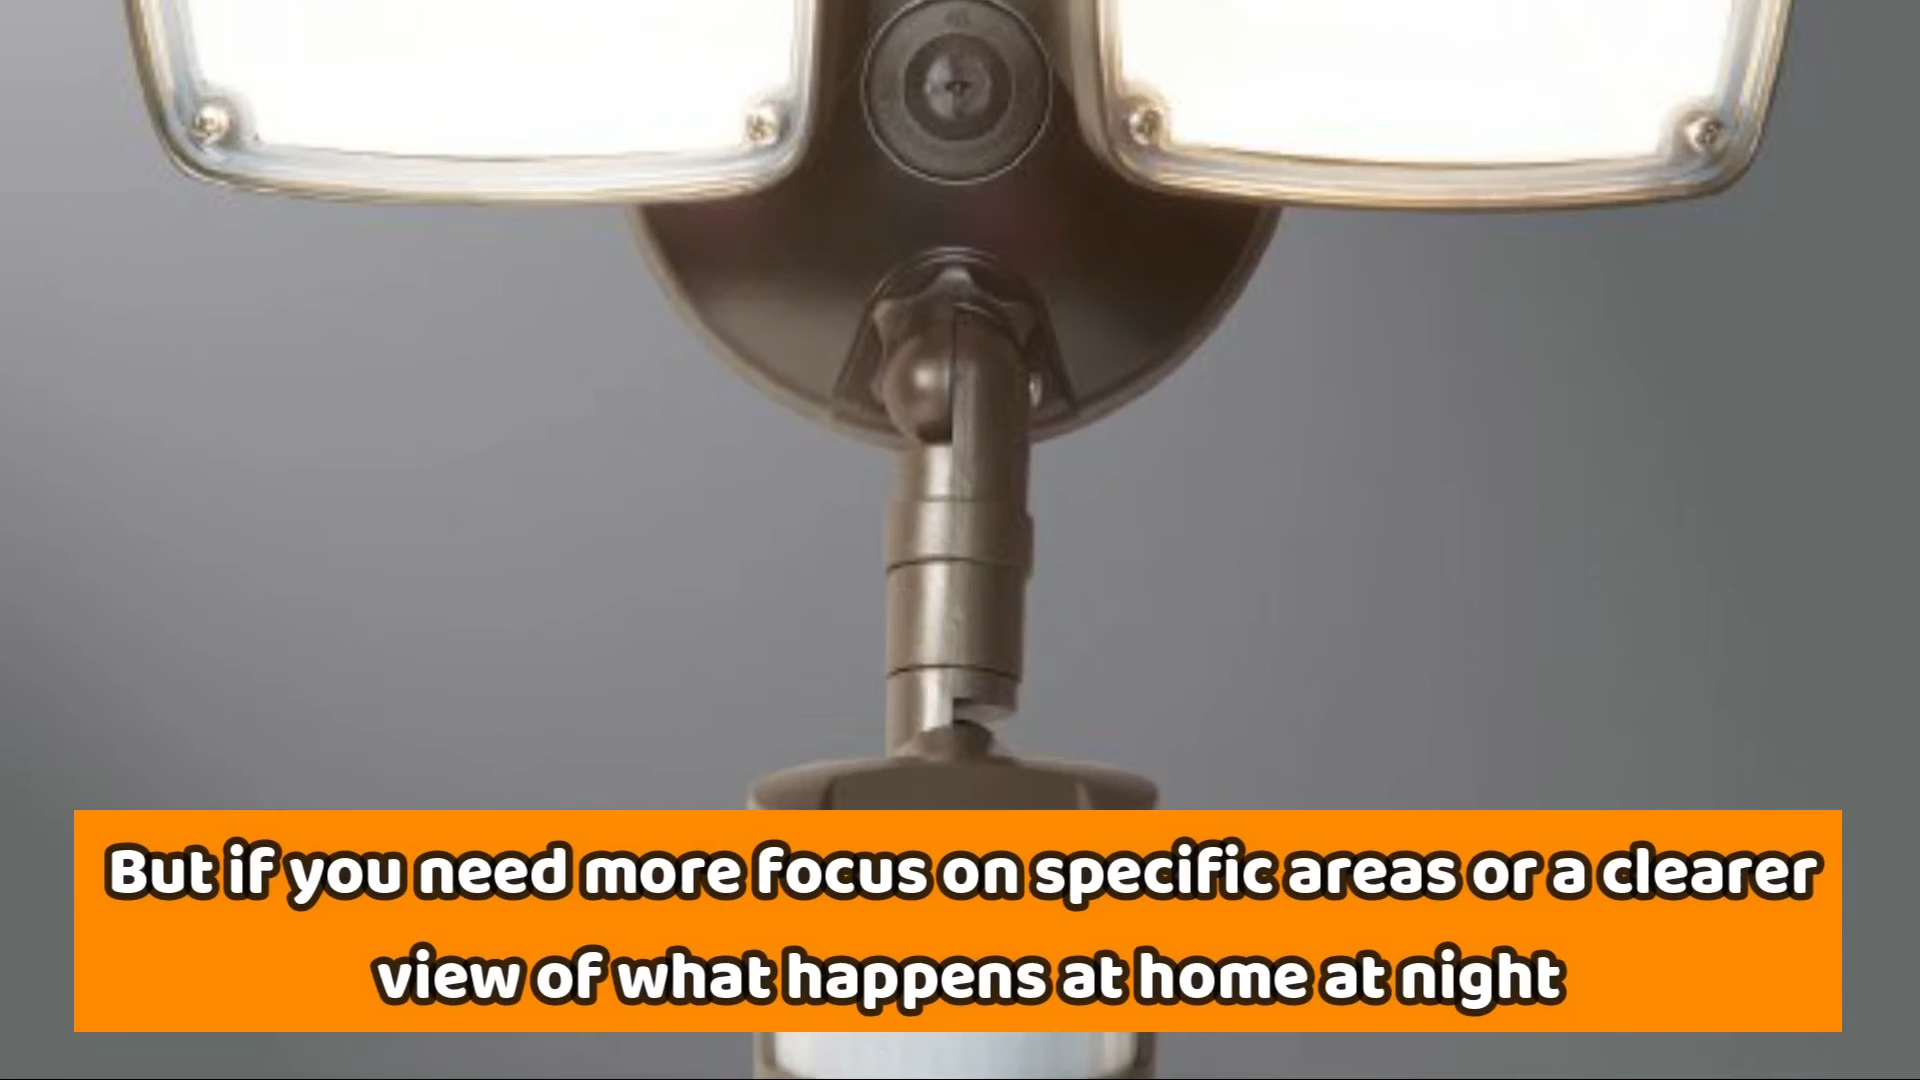 But if you need more focus on specific areas or a clearer
view of what happens at home at night